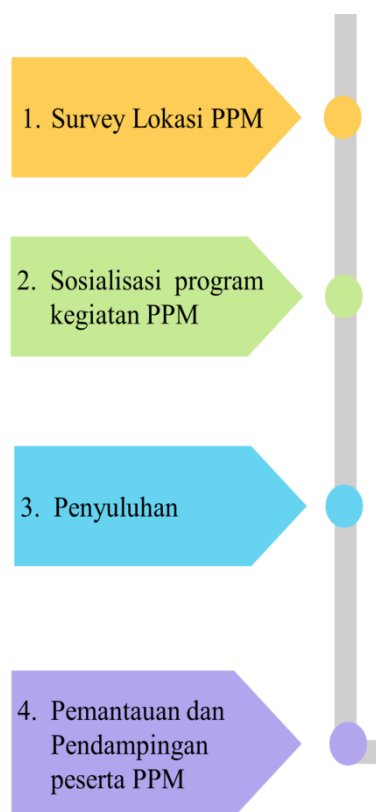 1. Survey Lokasi PPM
2. Sosialisasi program
kegiatan PPM
3. Penyuluhan
4. Pemantauan dan
Pendampingan
peserta PPM